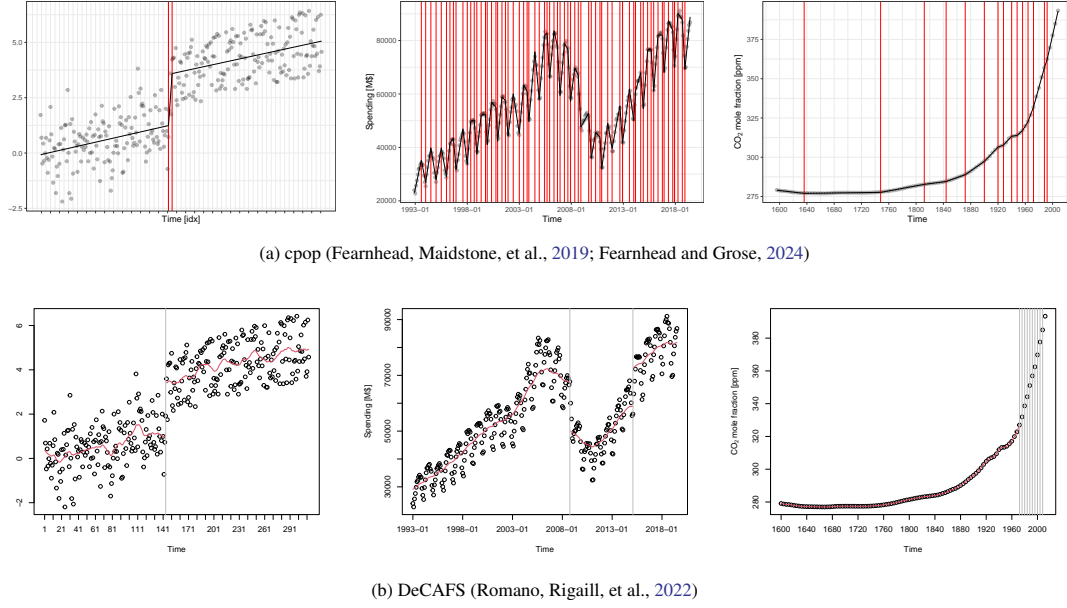 5.0
2.5
0.0
−2.5
Time [idx]
Spending [M$]
80000
60000
40000
20000
1993−01 1998−01 2003−01 2008−01 2013−01 2018−01
Time
CO2 mole fraction [ppm]
375
350
325
300
275
1600 1640 1680 1720 1760 1800 1840 1880 1920 1960 2000
Time
(a) cpop (Fearnhead, Maidstone, et al., 2019; Fearnhead and Grose, 2024)
6
4
2
0
-2
1 21 41 61 81 111 141 171 201 231 261 291
Time
Spending [M$]
90000
70000
50000
30000
1993−01 1998−01 2003−01 2008−01 2013−01 2018−01
Time
CO2 mole fraction [ppm]
380
360
340
320
300
280
1600 1640 1680 1720 1760 1800 1840 1880 1920 1960 2000
Time
(b) DeCAFS (Romano, Rigaill, et al., 2022)